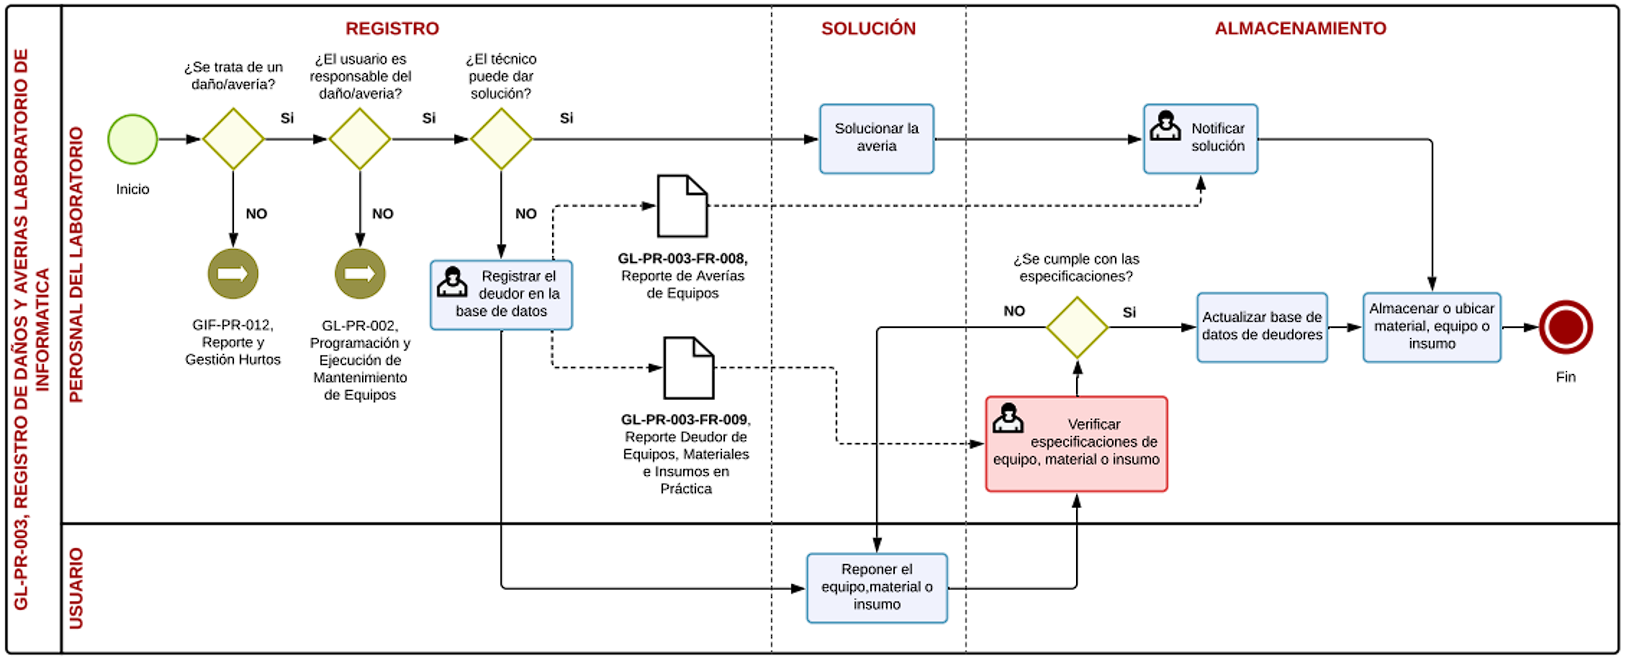 GL-PR-003, REGISTRO DE DAÑOS Y AVERIAS LABORATORIO DE
INFORMATICA
PEROSNAL DEL LABORATORIO
USUARIO
REGISTRO
SOLUCIÓN
ALMACENAMIENTO
Inicio
¿Se trata de un
daño/averia?
Si
NO
GIF-PR-012,
Reporte y
Gestión Hurtos
¿El usuario es
responsable del
daño/averia?
Si
NO
GL-PR-002,
Programación y
Ejecución de
Mantenimiento
de Equipos
¿El técnico
puede dar
solución?
Si
NO
Registrar el
deudor en la
base de datos
GL-PR-003-FR-008,
Reporte de Averías
de Equipos
GL-PR-003-FR-009,
Reporte Deudor de
Equipos, Materiales
e Insumos en
Práctica
Solucionar la
averia
Notificar
solución
¿Se cumple con las
especificaciones?
NO
Si
Actualizar base de
datos de deudores
Almacenar o ubicar
material, equipo o
insumo
Fin
Verificar
especificaciones de
equipo, material o insumo
Reponer el
equipo,material o
insumo